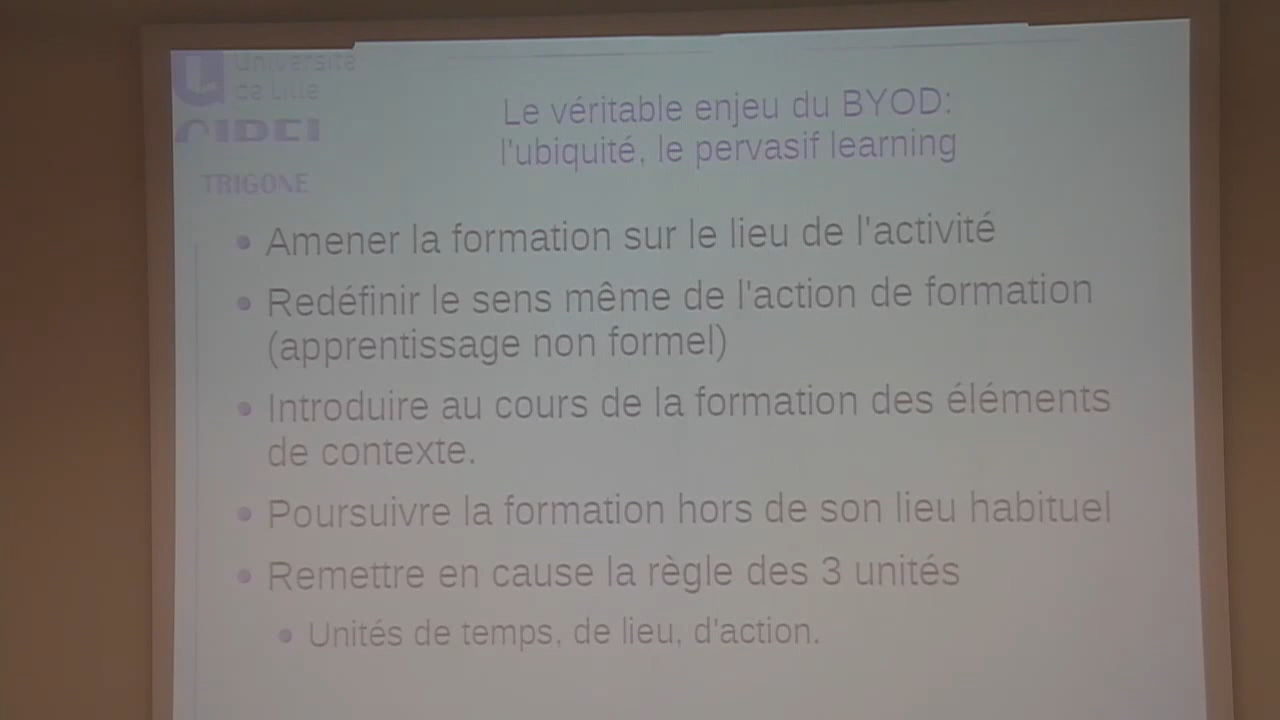 Université
de Lille
CIREL
TRIGONE
Le véritable enjeu du BYOD:
l'ubiquité, le pervasif learning
Amener la formation sur le lieu de l'activité
Redéfinir le sens même de l'action de formation
(apprentissage non formel)
Introduire au cours de la formation des éléments
de contexte.
Poursuivre la formation hors de son lieu habituel
Remettre en cause la règle des 3 unités
Unités de temps, de lieu, d'action.